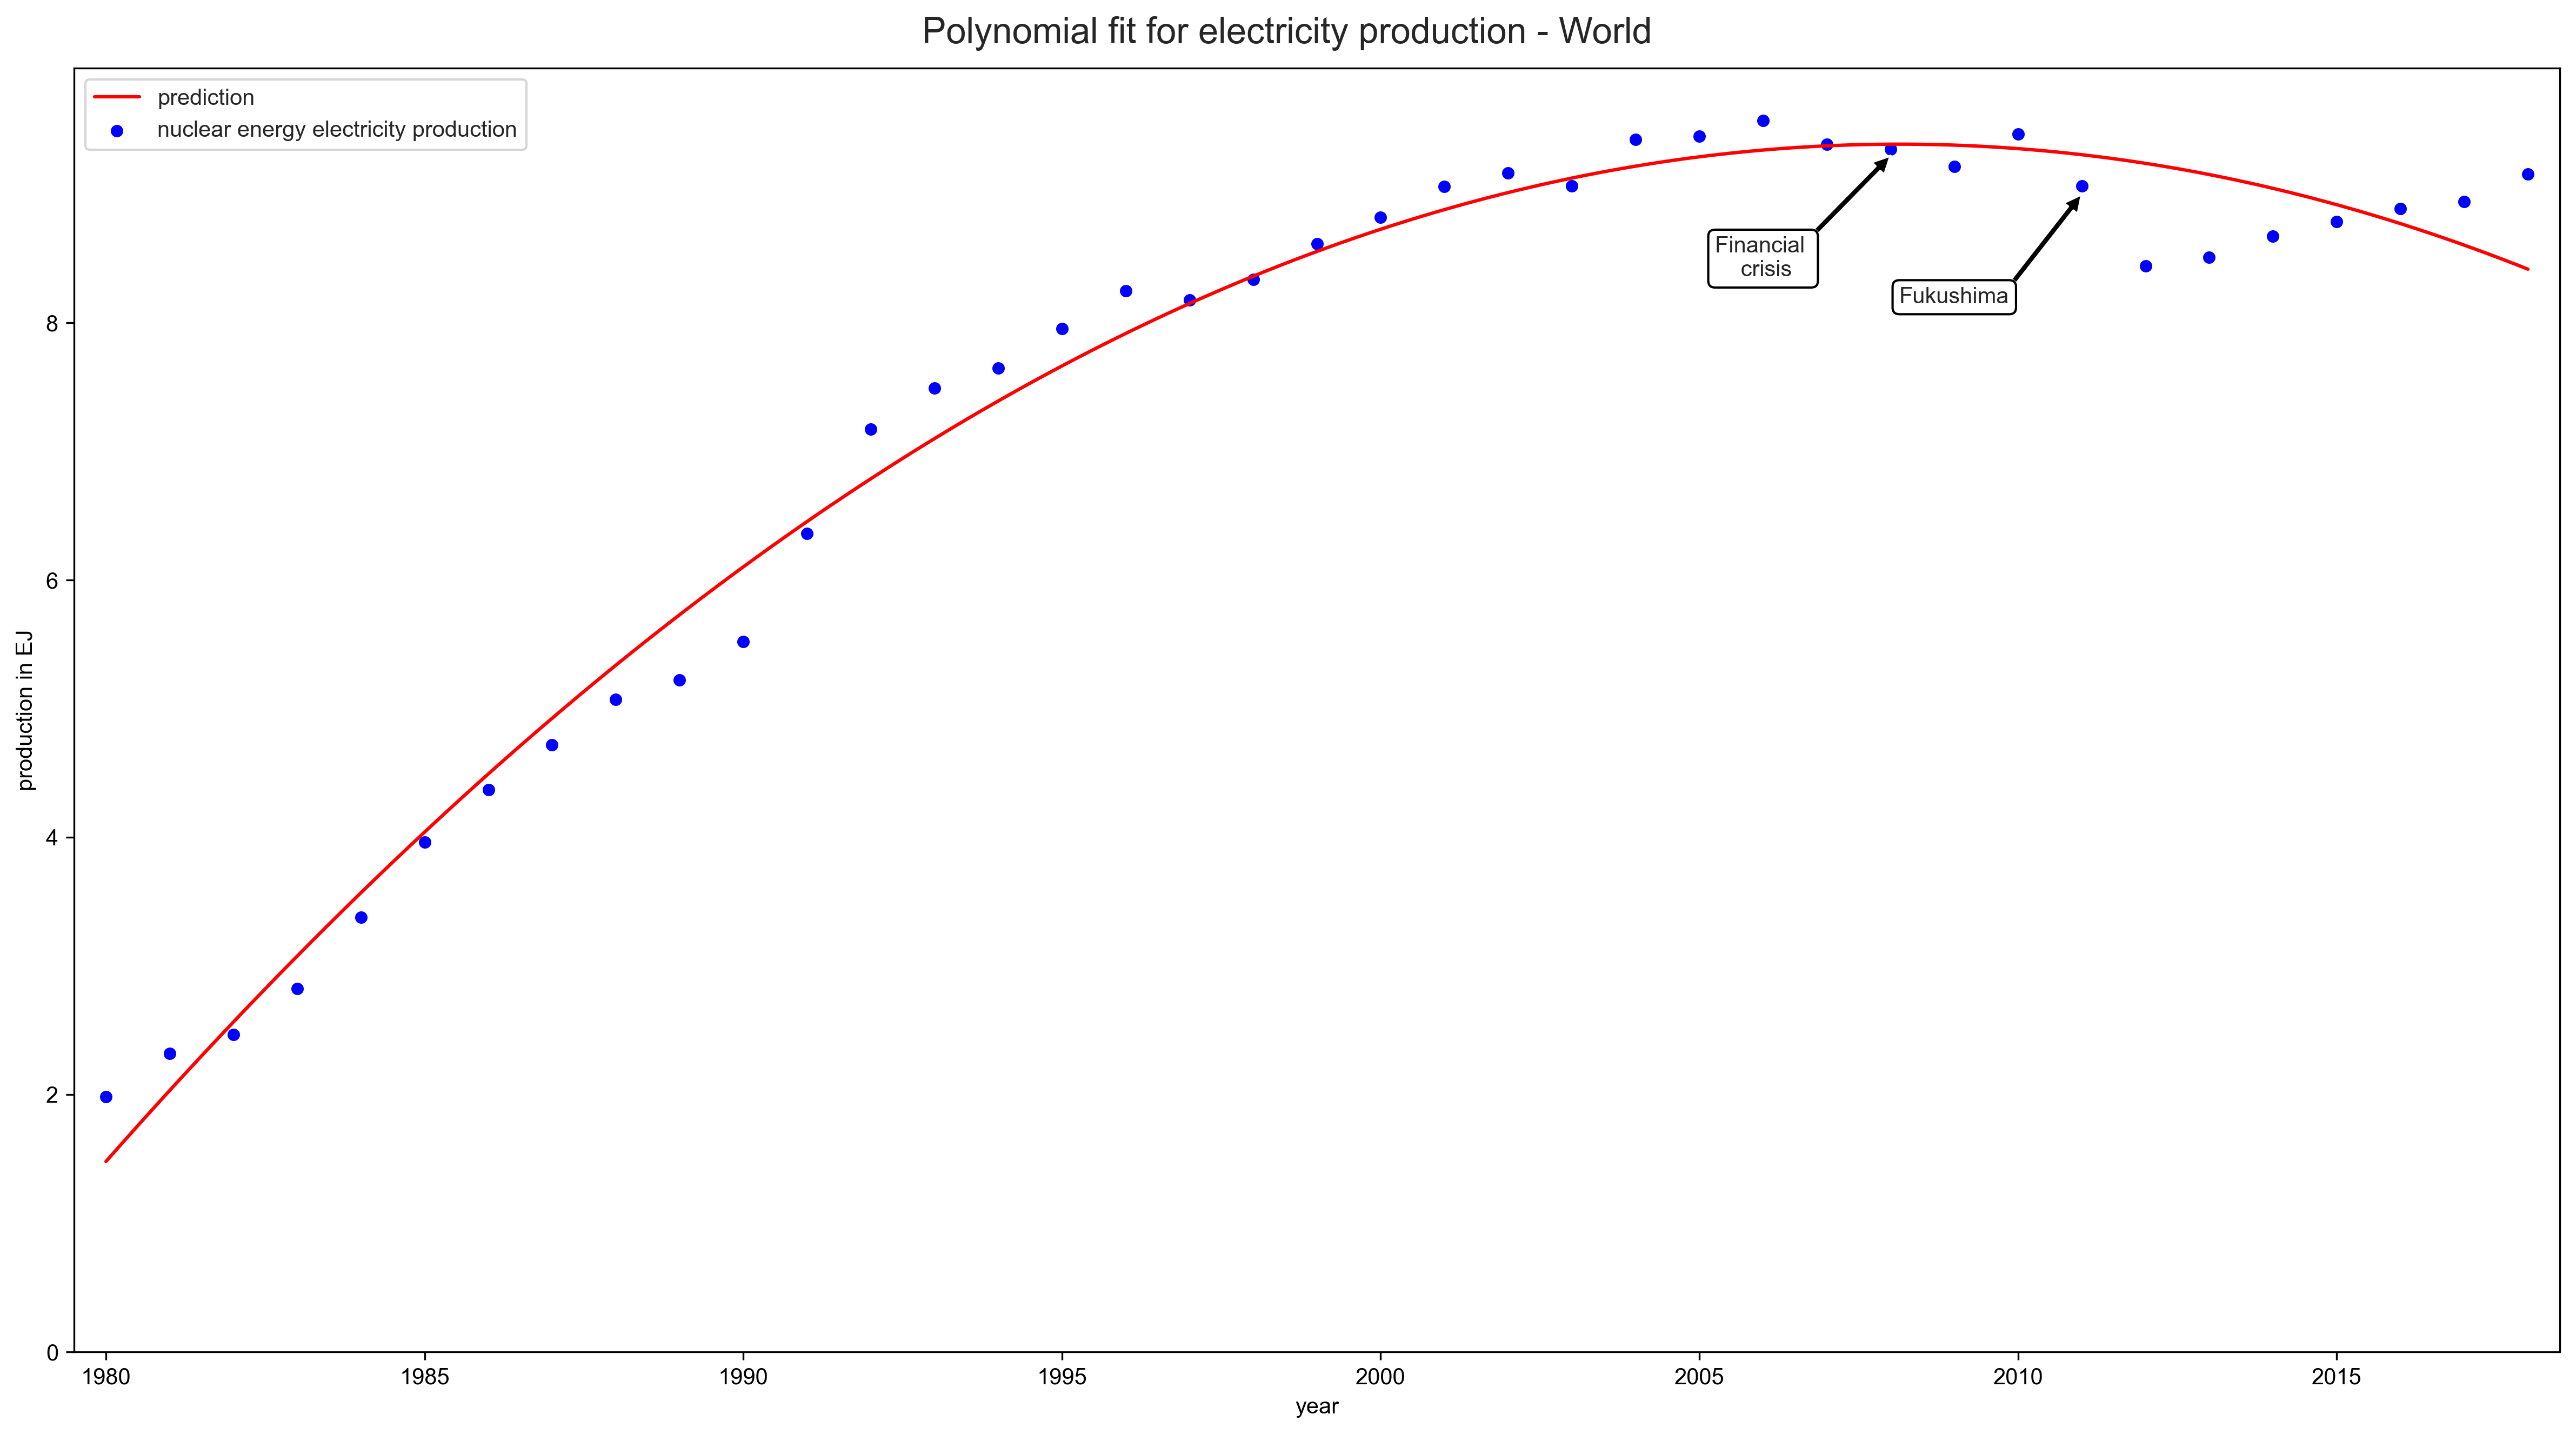 Polynomial fit for electricity production - World
prediction
nuclear energy electricity production
Financial
crisis
Fukushima
production in EJ
8
6
4
2
0
1980 1985 1990 1995 2000 2005 2010 2015
year